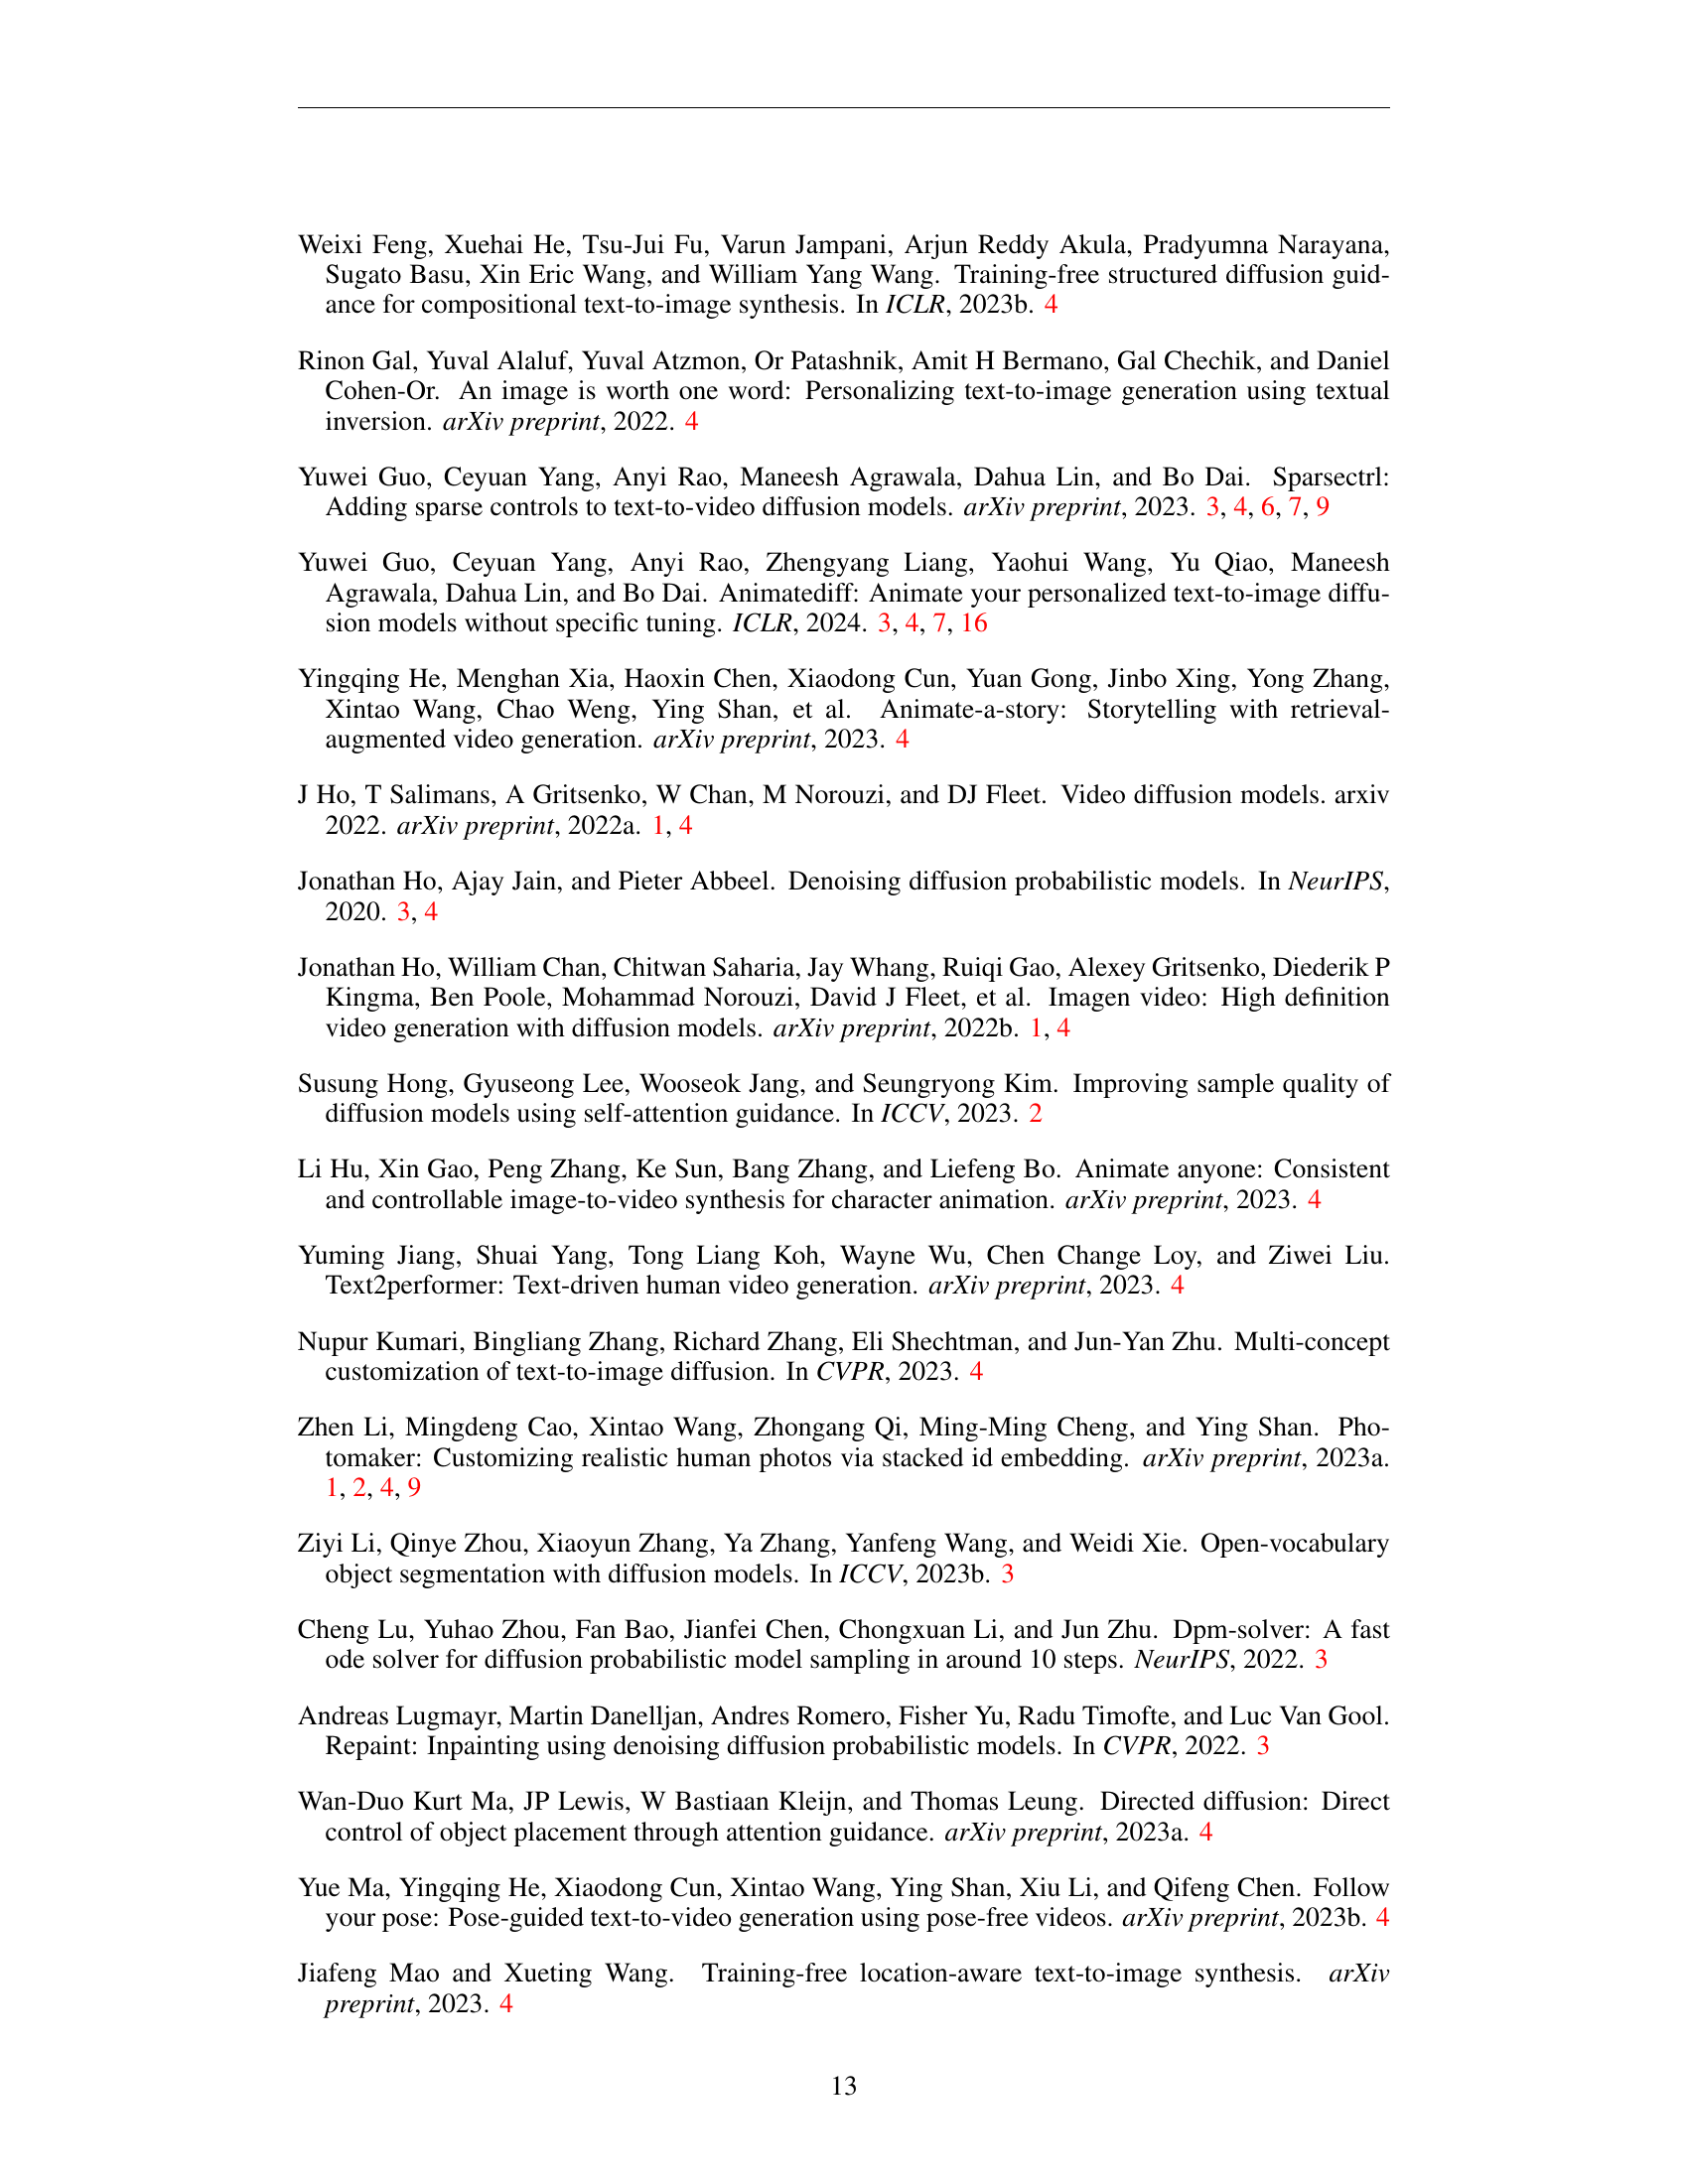 Weixi Feng, Xuehai He, Tsu-Jui Fu, Varun Jampani, Arjun Reddy Akula, Pradyumna Narayana,
Sugato Basu, Xin Eric Wang, and William Yang Wang. Training-free structured diffusion guid-
ance for compositional text-to-image synthesis. In ICLR, 2023b. 4
Rinon Gal, Yuval Alaluf, Yuval Atzmon, Or Patashnik, Amit H Bermano, Gal Chechik, and Daniel
Cohen-Or. An image is worth one word: Personalizing text-to-image generation using textual
inversion. arXiv preprint, 2022. 4
Yuwei Guo, Ceyuan Yang, Anyi Rao, Maneesh Agrawala, Dahua Lin, and Bo Dai. Sparsectrl:
Adding sparse controls to text-to-video diffusion models. arXiv preprint, 2023. 3, 4, 6, 7, 9
Yuwei Guo, Ceyuan Yang, Anyi Rao, Zhengyang Liang, Yaohui Wang, Yu Qiao, Maneesh
Agrawala, Dahua Lin, and Bo Dai. Animatediff: Animate your personalized text-to-image diffu-
sion models without specific tuning. ICLR, 2024. 3, 4, 7, 16
Yingqing He, Menghan Xia, Haoxin Chen, Xiaodong Cun, Yuan Gong, Jinbo Xing, Yong Zhang,
Xintao Wang, Chao Weng, Ying Shan, et al. Animate-a-story: Storytelling with retrieval-
augmented video generation. arXiv preprint, 2023. 4
J Ho, T Salimans, A Gritsenko, W Chan, M Norouzi, and DJ Fleet. Video diffusion models. arxiv
2022. arXiv preprint, 2022a. 1, 4
Jonathan Ho, Ajay Jain, and Pieter Abbeel. Denoising diffusion probabilistic models. In NeurIPS,
2020. 3, 4
Jonathan Ho, William Chan, Chitwan Saharia, Jay Whang, Ruiqi Gao, Alexey Gritsenko, Diederik P
Kingma, Ben Poole, Mohammad Norouzi, David J Fleet, et al. Imagen video: High definition
video generation with diffusion models. arXiv preprint, 2022b. 1, 4
Susung Hong, Gyuseong Lee, Wooseok Jang, and Seungryong Kim. Improving sample quality of
diffusion models using self-attention guidance. In ICCV, 2023. 2
Li Hu, Xin Gao, Peng Zhang, Ke Sun, Bang Zhang, and Liefeng Bo. Animate anyone: Consistent
and controllable image-to-video synthesis for character animation. arXiv preprint, 2023. 4
Yuming Jiang, Shuai Yang, Tong Liang Koh, Wayne Wu, Chen Change Loy, and Ziwei Liu.
Text2performer: Text-driven human video generation. arXiv preprint, 2023. 4
Nupur Kumari, Bingliang Zhang, Richard Zhang, Eli Shechtman, and Jun-Yan Zhu. Multi-concept
customization of text-to-image diffusion. In CVPR, 2023. 4
Zhen Li, Mingdeng Cao, Xintao Wang, Zhongang Qi, Ming-Ming Cheng, and Ying Shan. Pho-
tomaker: Customizing realistic human photos via stacked id embedding. arXiv preprint, 2023a.
1, 2, 4, 9
Ziyi Li, Qinye Zhou, Xiaoyun Zhang, Ya Zhang, Yanfeng Wang, and Weidi Xie. Open-vocabulary
object segmentation with diffusion models. In ICCV, 2023b. 3
Cheng Lu, Yuhao Zhou, Fan Bao, Jianfei Chen, Chongxuan Li, and Jun Zhu. Dpm-solver: A fast
ode solver for diffusion probabilistic model sampling in around 10 steps. NeurIPS, 2022. 3
Andreas Lugmayr, Martin Danelljan, Andres Romero, Fisher Yu, Radu Timofte, and Luc Van Gool.
Repaint: Inpainting using denoising diffusion probabilistic models. In CVPR, 2022. 3
Wan-Duo Kurt Ma, JP Lewis, W Bastiaan Kleijn, and Thomas Leung. Directed diffusion: Direct
control of object placement through attention guidance. arXiv preprint, 2023a. 4
Yue Ma, Yingqing He, Xiaodong Cun, Xintao Wang, Ying Shan, Xiu Li, and Qifeng Chen. Follow
your pose: Pose-guided text-to-video generation using pose-free videos. arXiv preprint, 2023b. 4
Jiafeng Mao and Xueting Wang. Training-free location-aware text-to-image synthesis. arXiv
preprint, 2023. 4
13